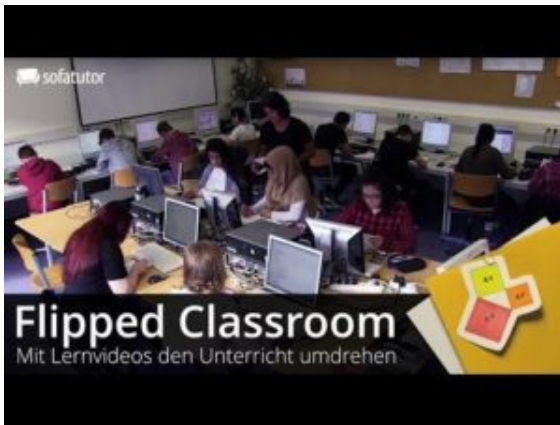 sofatutor
Flipped Classroom
Mit Lernvideos den Unterricht umdrehen